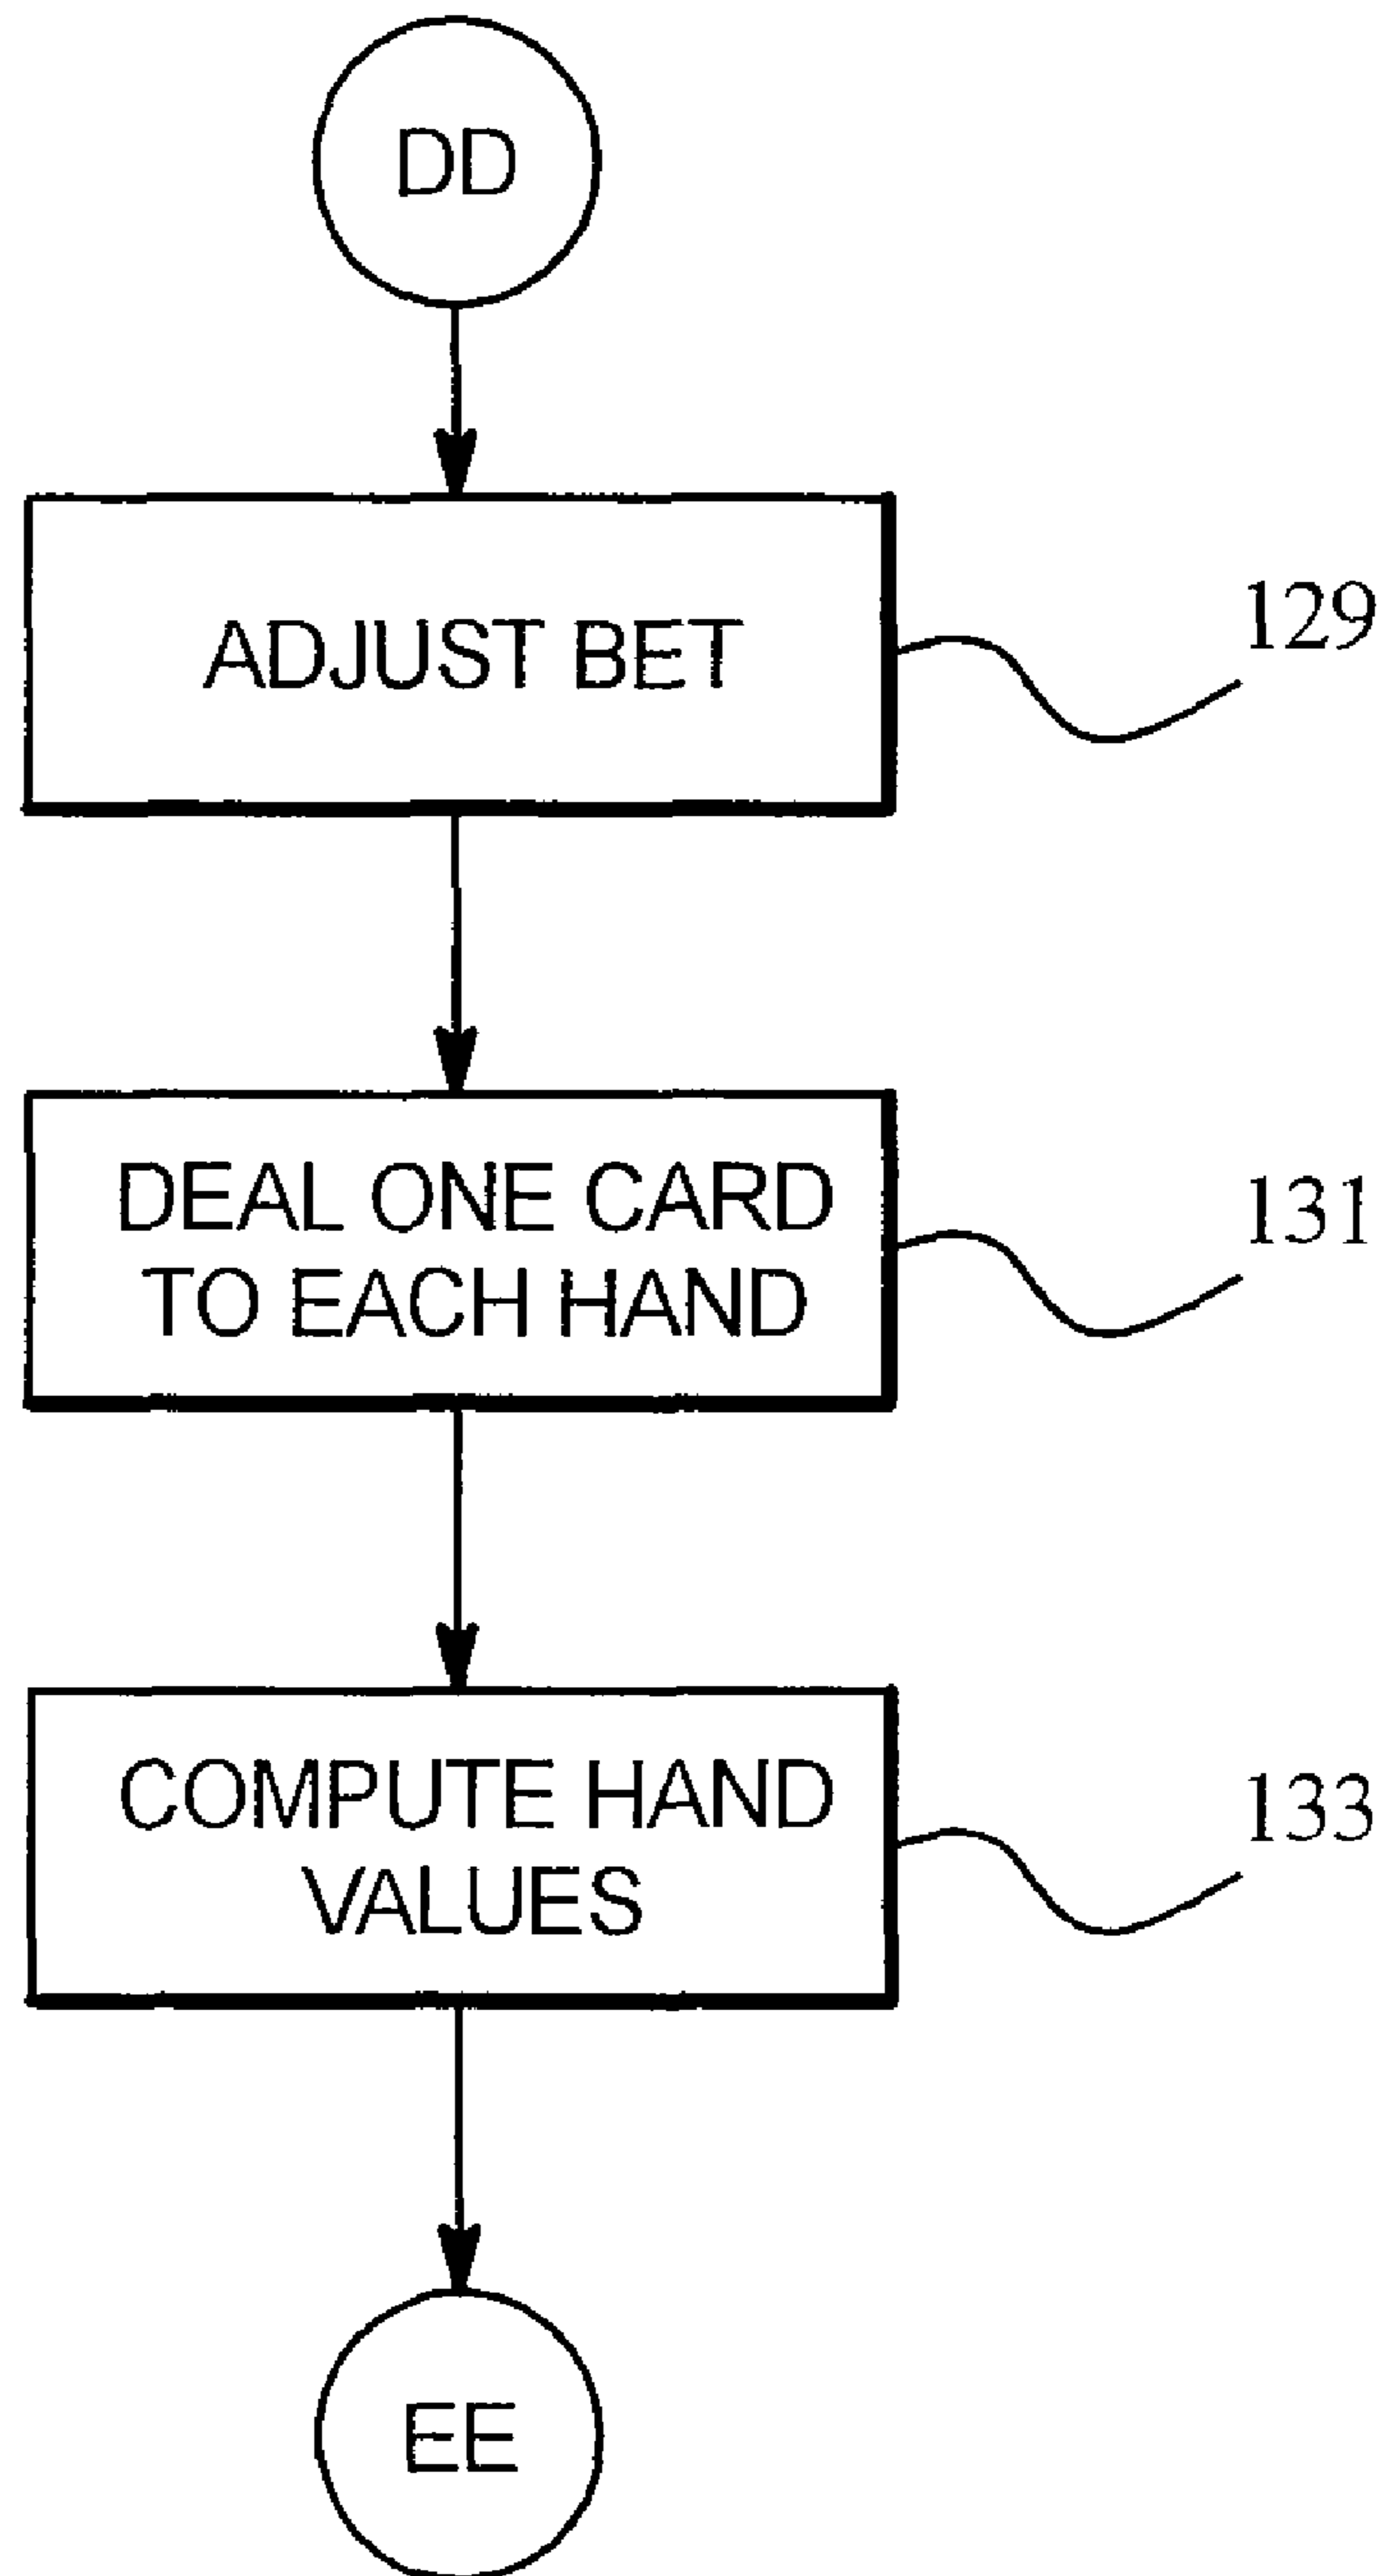 DD
ADJUST BET
129
DEAL ONE CARD
TO EACH HAND
131
COMPUTE HAND
VALUES
133
EE